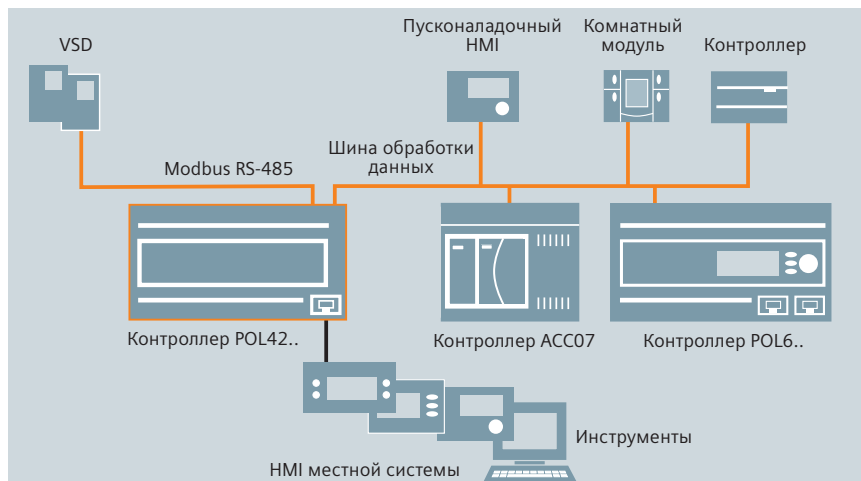 VSD
Пусконаладочный
HMI
Комнатный
модуль
Контроллер
Modbus RS-485
Шина обработки
данных
Контроллер POL42..
Контроллер ACC07
Контроллер POL6..
Инструменты
HMI местной системы